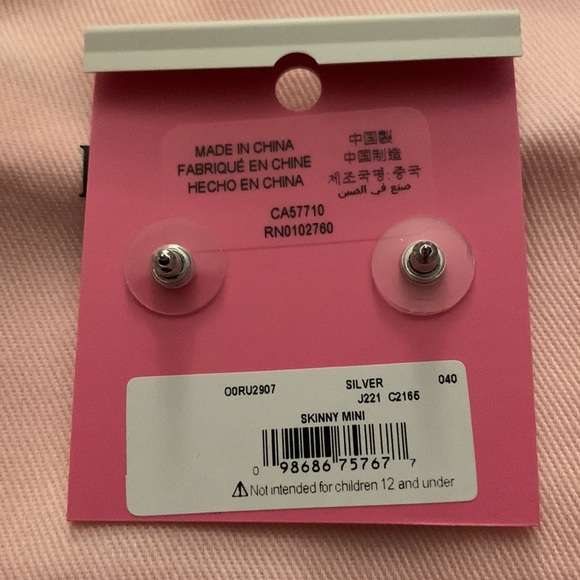 MADE IN CHINA
FABRIQUÉ EN CHINE
HECHO EN CHINA
中国製
中国制造
제조국명:중국
صنع في الصين
CA57710
RN0102760
O0RU2907 SILVER 040
J221 C2165
SKINNY MINI
0 98686 75767 7
⚠Not intended for children 12 and under